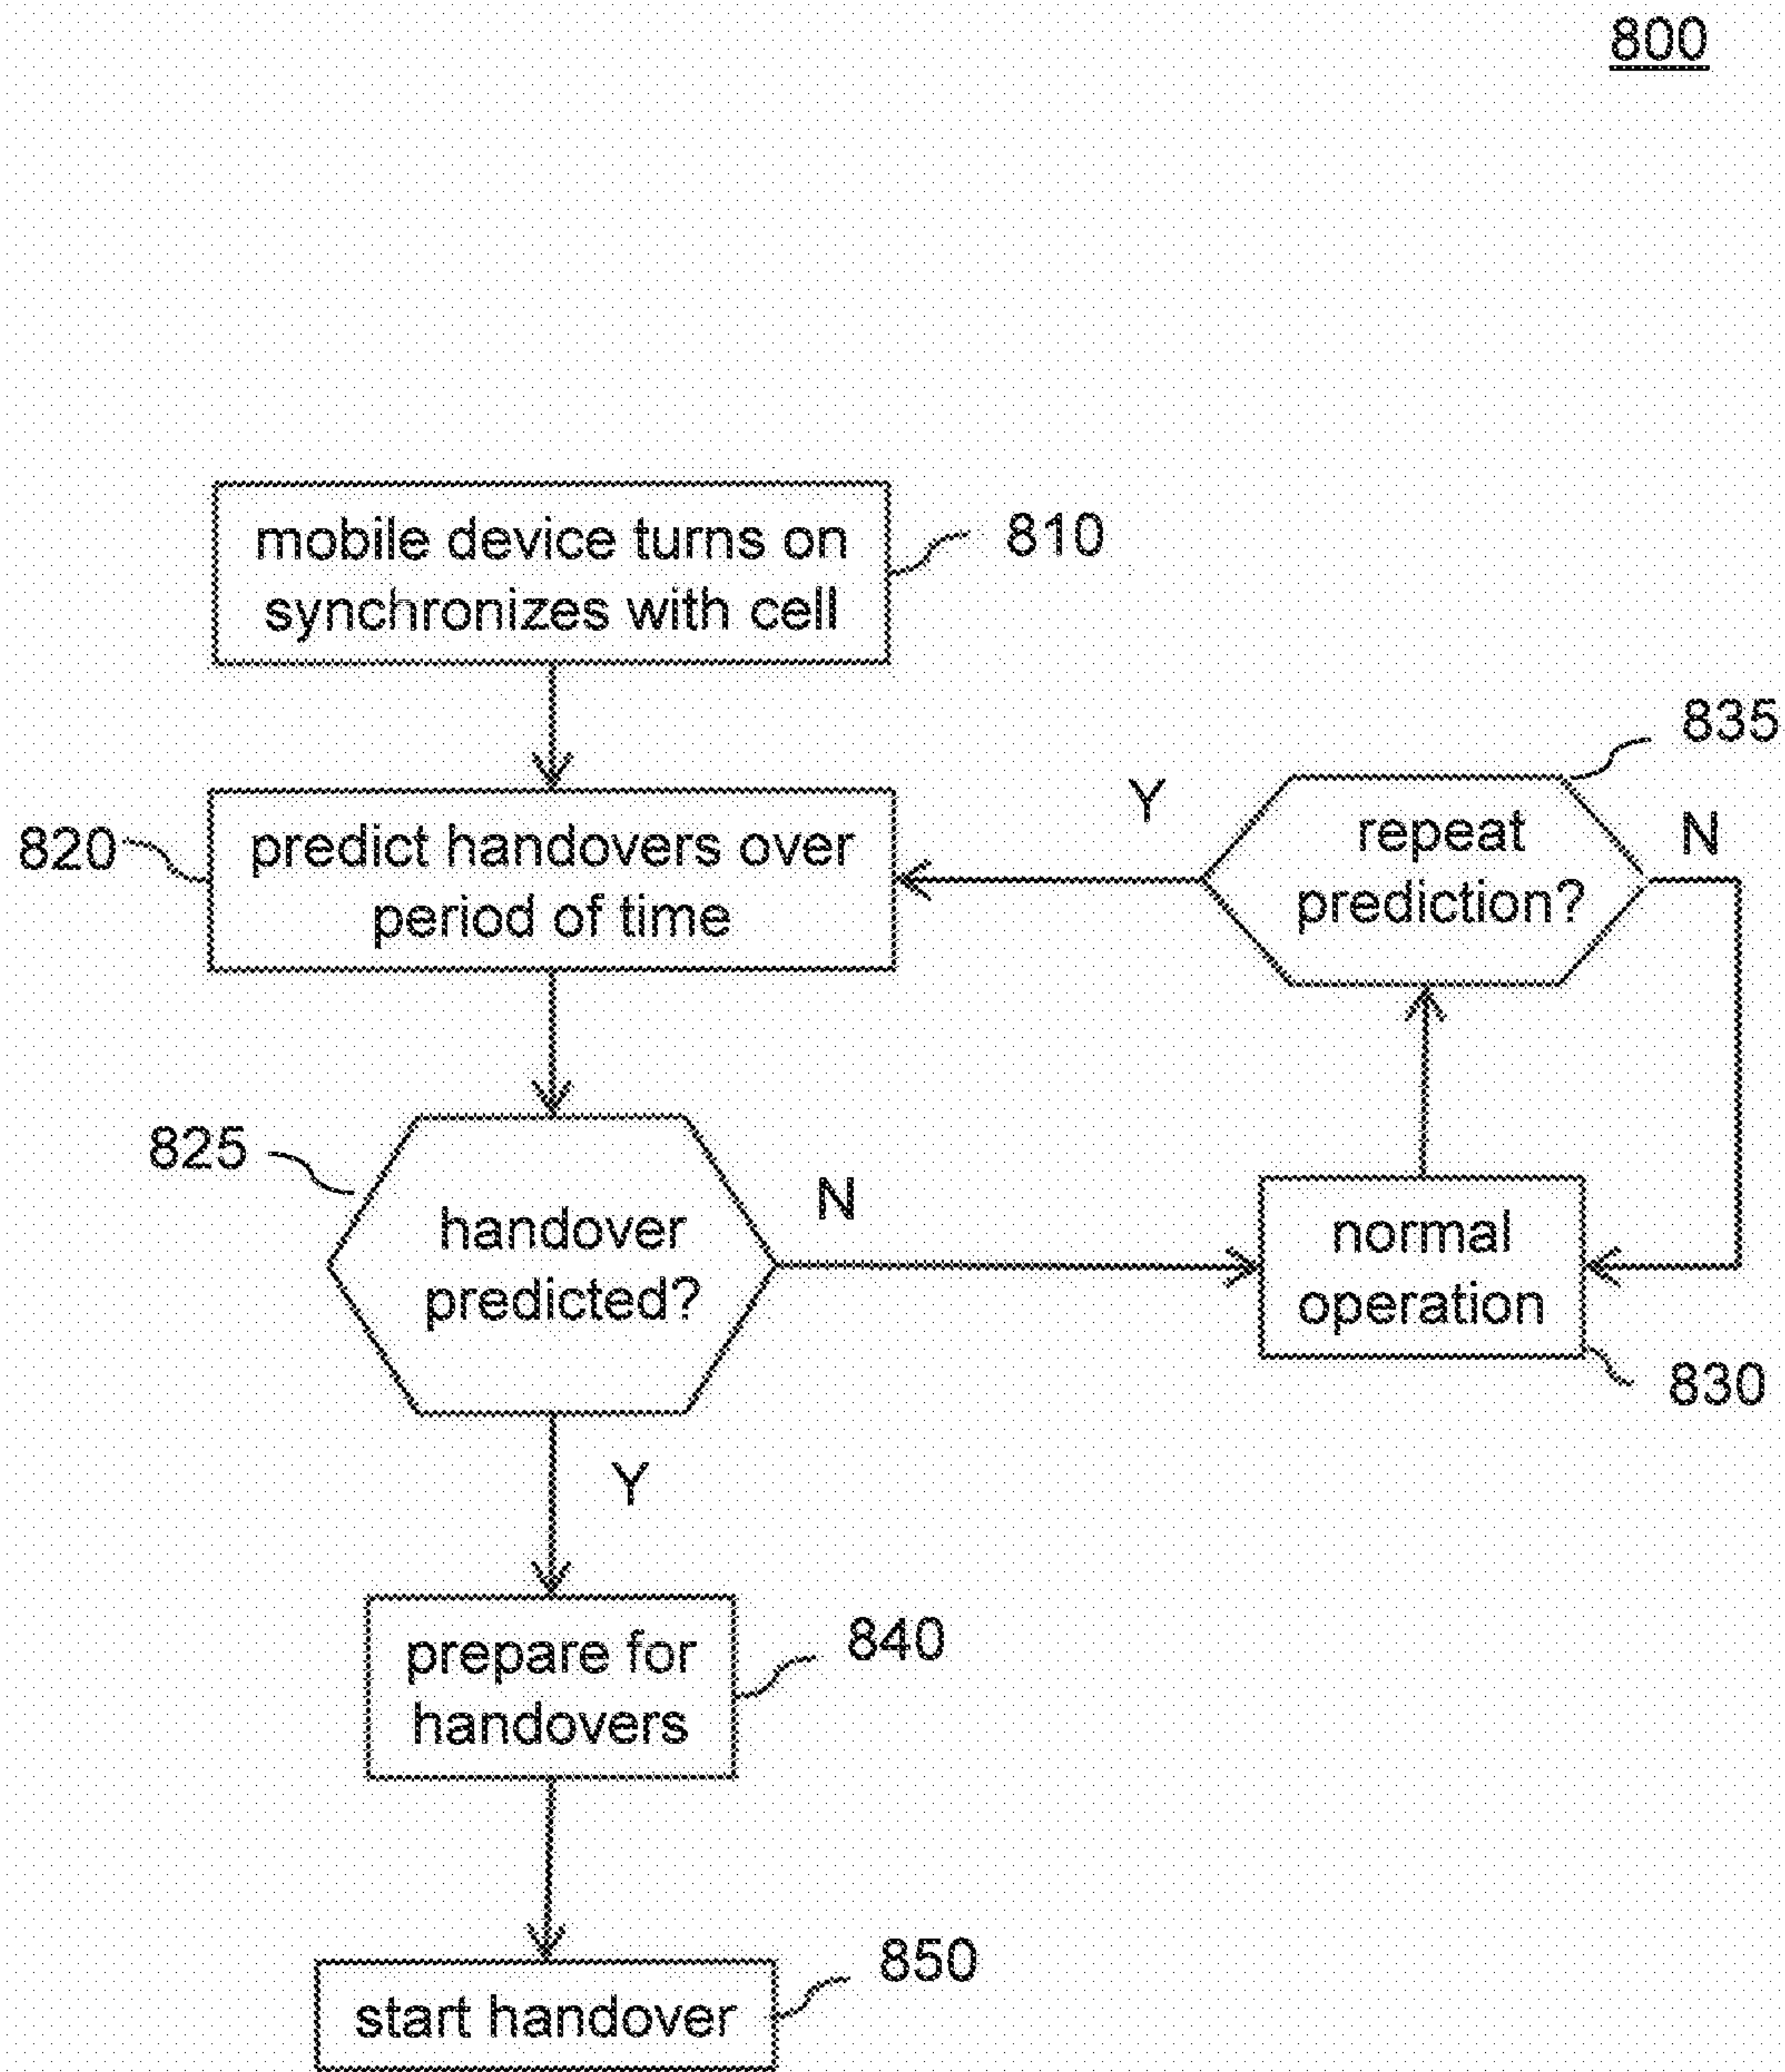 800
mobile device turns on
synchronizes with cell
810
820
predict handovers over
period of time
Y
835
repeat
prediction?
N
825
handover
predicted?
N
normal
operation
830
Y
prepare for
handovers
840
850
start handover